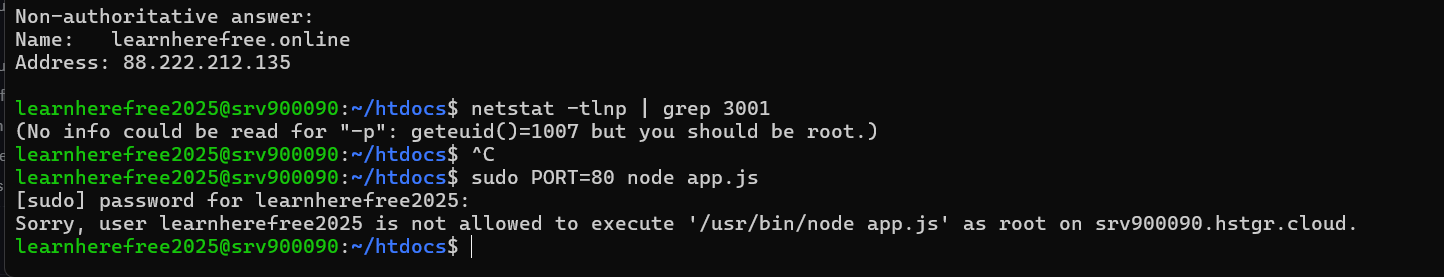 Non-authoritative answer:
Name:   learnherefree.online
Address: 88.222.212.135
learnherefree2025@srv900090:~/htdocs$ netstat -tlnp | grep 3001
(No info could be read for "-p": geteuid()=1007 but you should be root.)
learnherefree2025@srv900090:~/htdocs$ ^C
learnherefree2025@srv900090:~/htdocs$ sudo PORT=80 node app.js
[sudo] password for learnherefree2025:
Sorry, user learnherefree2025 is not allowed to execute '/usr/bin/node app.js' as root on srv900090.hstgr.cloud.
learnherefree2025@srv900090:~/htdocs$